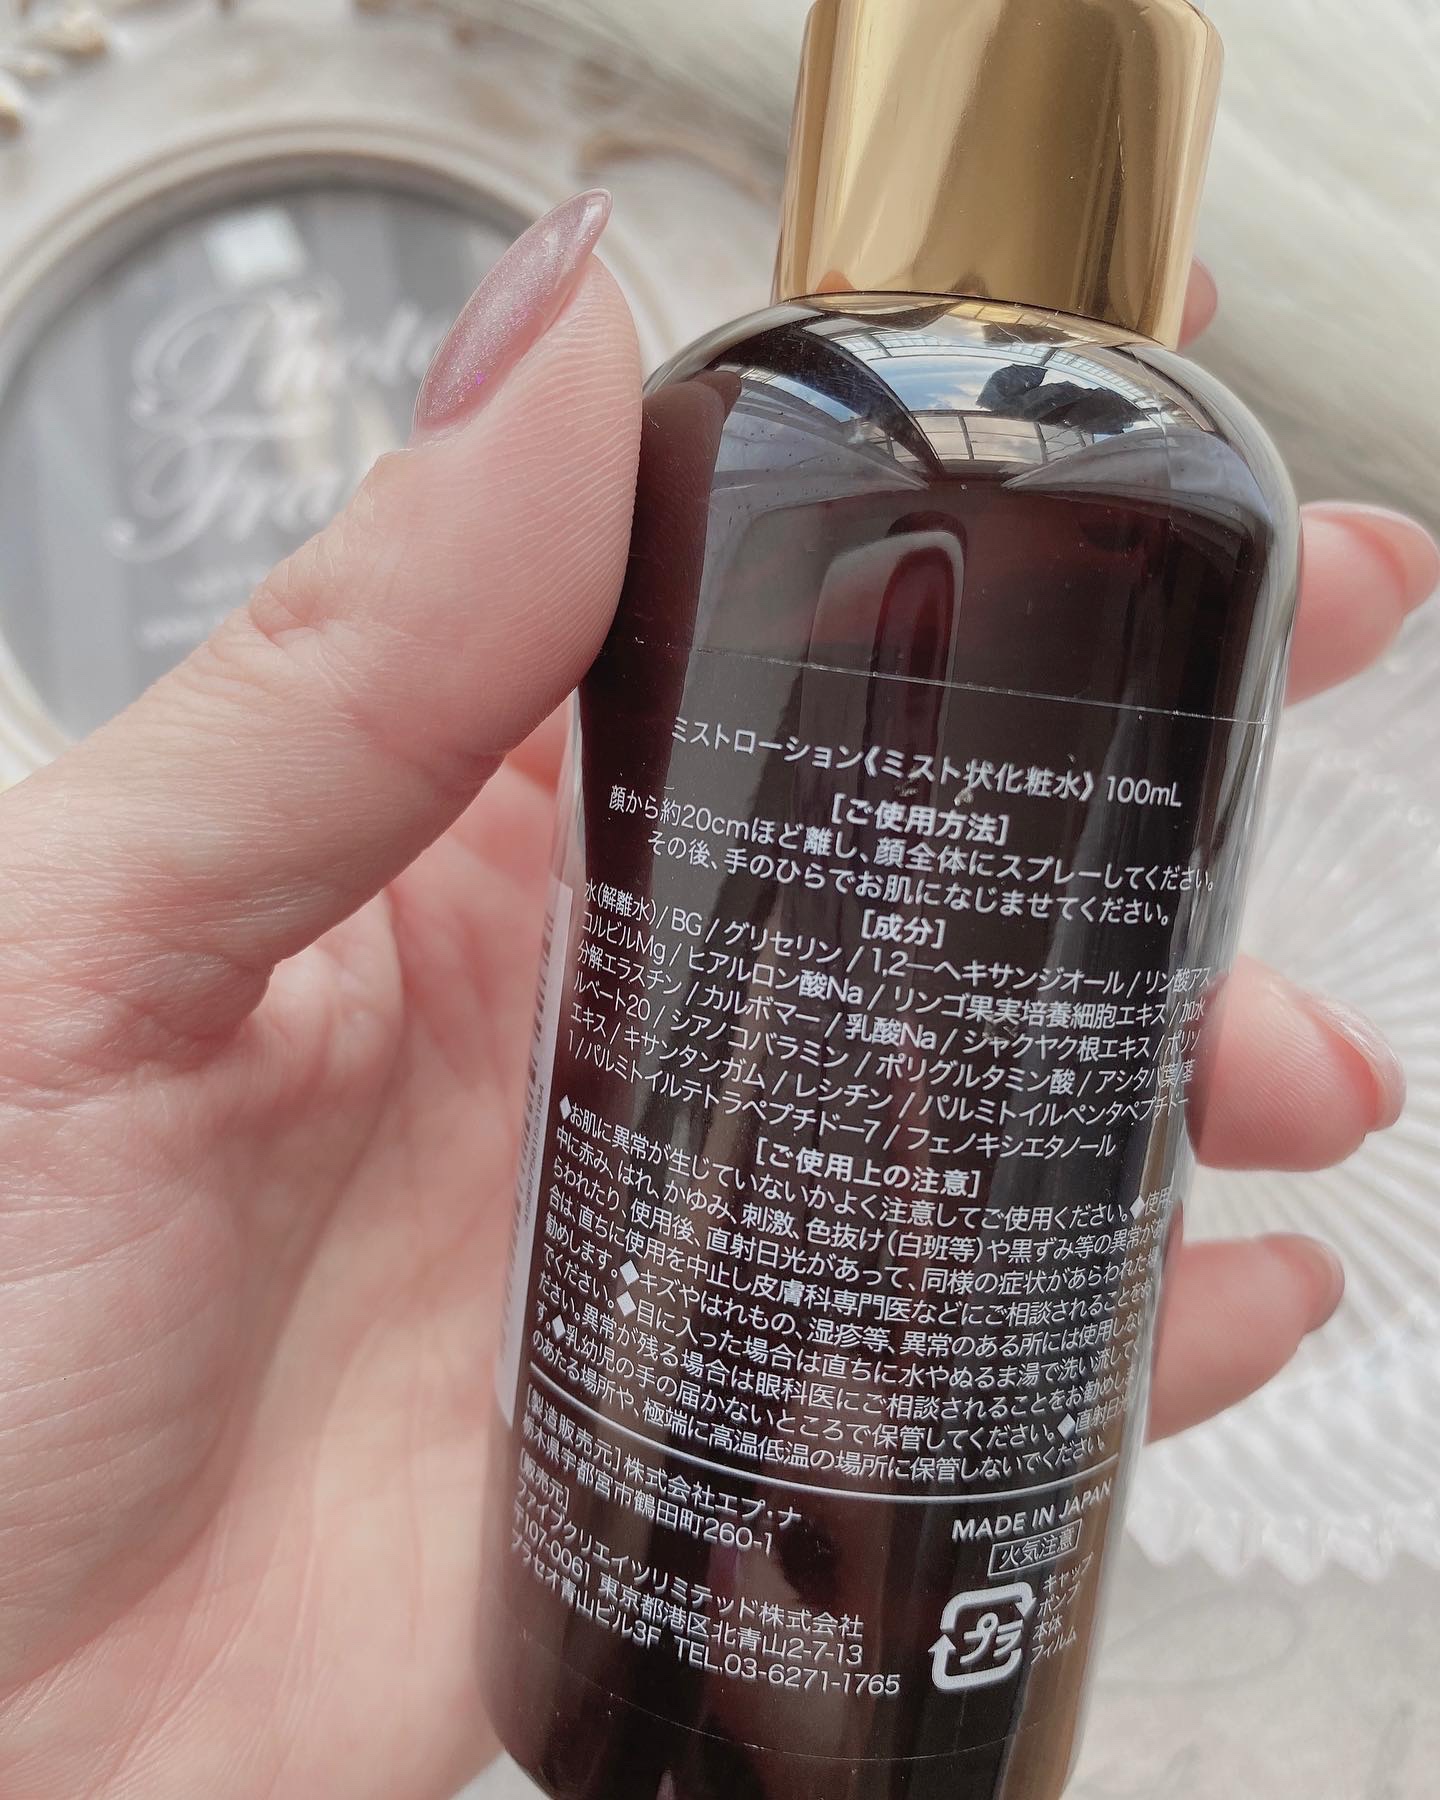 Photo
Fra
ミストローション《ミスト状化粧水》 100mL
[ご使用方法]
顔から約20cmほど離し、顔全体にスプレーしてください。
その後、手のひらでお肌になじませてください。
[成分]
水(解離水) / BG / グリセリン / 1,2―ヘキサンジオール / リン酸アス
コルビルMg / ヒアルロン酸Na / リンゴ果実培養細胞エキス / 加水
分解エラスチン / カルボマー / 乳酸Na / シャクヤク根エキス / ポリソ
ルベート20 / シアノコバラミン / ポリグルタミン酸 / アシタバ葉/茎
エキス / キサンタンガム / レシチン / パルミトイルペンタペプチドー
1 / パルミトイルテトラペプチドー7 / フェノキシエタノール
[ご使用上の注意]
◆お肌に異常が生じていないかよく注意してご使用ください。◆使用
中に赤み、はれ、かゆみ、刺激、色抜け(白斑等)や黒ずみ等の異常があ
らわれたり、使用後、直射日光があって、同様の症状があらわれた場
合は、直ちに使用を中止し皮膚科専門医などにご相談されることをお
勧めします。◆キズやはれもの、湿疹等、異常のある所には使用しない
でください。◆目に入った場合は直ちに水やぬるま湯で洗い流してく
ださい。異常が残る場合は眼科医にご相談されることをお勧めしま
す。◆乳幼児の手の届かないところで保管してください。◆直射日光
のあたる場所や、極端に高温低温の場所に保管しないでください。
[製造販売元] 株式会社エプ・ナ
栃木県宇都宮市鶴田町260-1
[販売元]
ファイブクリエイツリミテッド株式会社
〒107-0061 東京都港区北青山2-7-13
プラセオ青山ビル3F TEL.03-6271-1765
MADE IN JAPAN
火気注意
プラ
キャップ
ポンプ
本体
フィルム